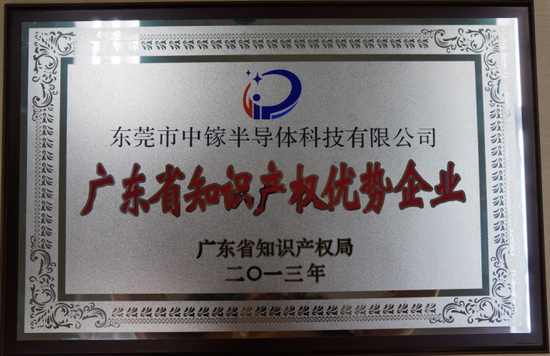 东莞市中镓半导体科技有限公司
广东省知识产权优势企业
广东省知识产权局
二〇一三年